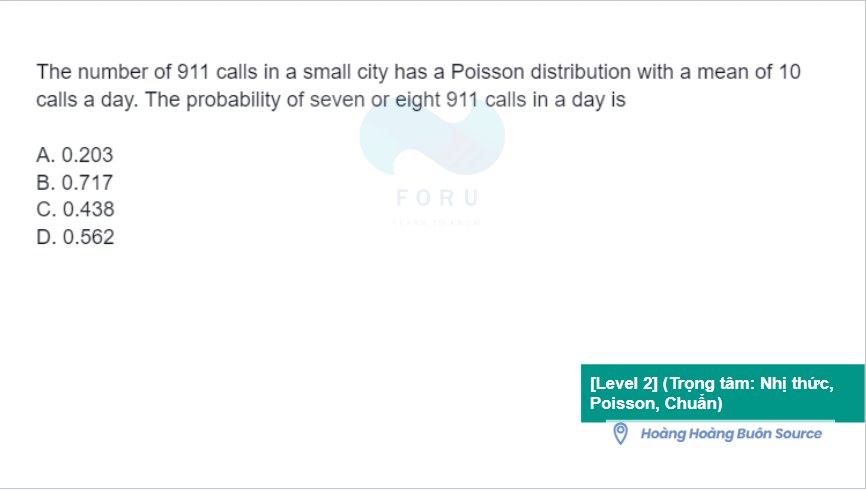 The number of 911 calls in a small city has a Poisson distribution with a mean of 10
calls a day. The probability of seven or eight 911 calls in a day is
A. 0.203
B. 0.717
C. 0.438
D. 0.562
FORU
[Level 2] (Trọng tâm: Nhị thức,
Poisson, Chuẩn)
Hoàng Hoàng Buôn Source